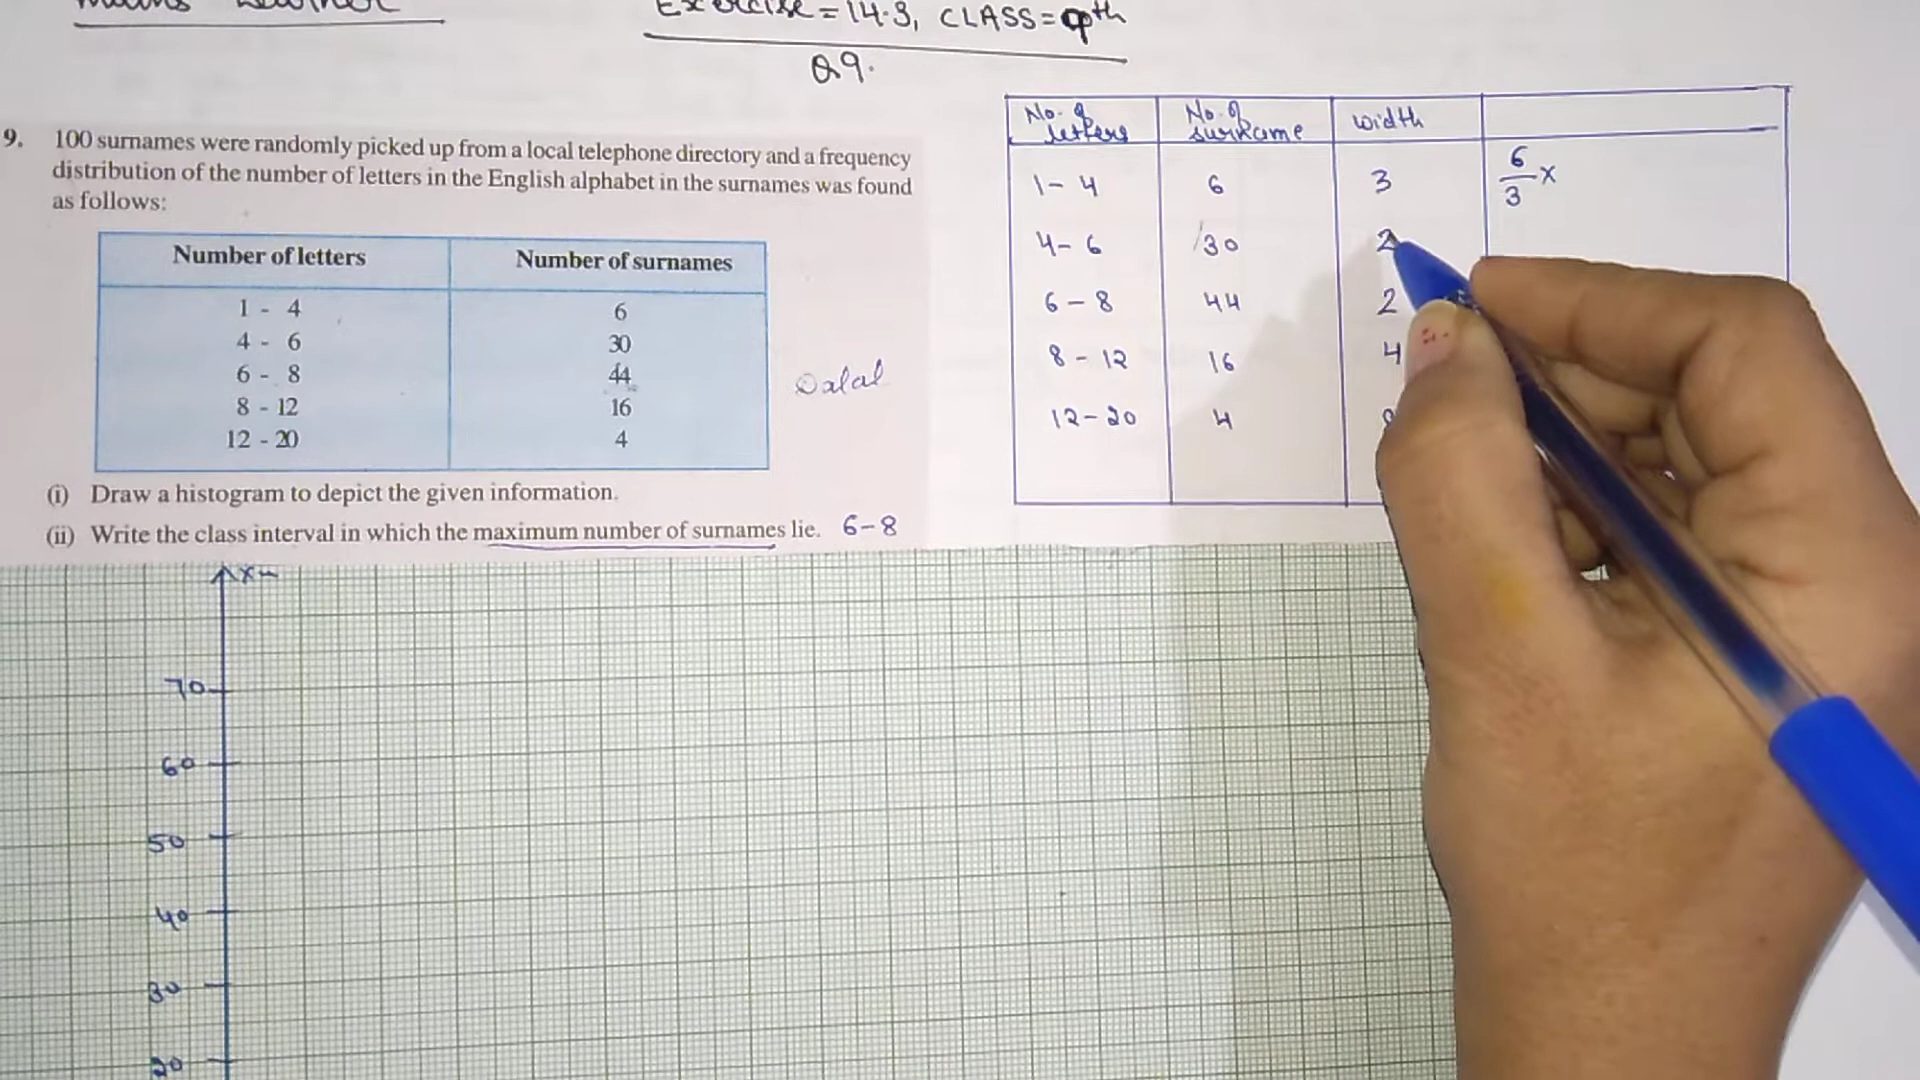 Exercise = 14.3, CLASS = 9th
Q9.
9. 100 surnames were randomly picked up from a local telephone directory and a frequency
distribution of the number of letters in the English alphabet in the surnames was found
as follows:
Number of letters Number of surnames
1 - 4 6
4 - 6 30
6 - 8 44
8 - 12 16
12 - 20 4
(i) Draw a histogram to depict the given information.
(ii) Write the class interval in which the maximum number of surnames lie. 6-8
No. of letters No. of surname width
1-4 6 3 6/3 ×
4-6 30 2
6-8 44 2
8-12 16 4
12-20 4
70
60
50
40
30
20